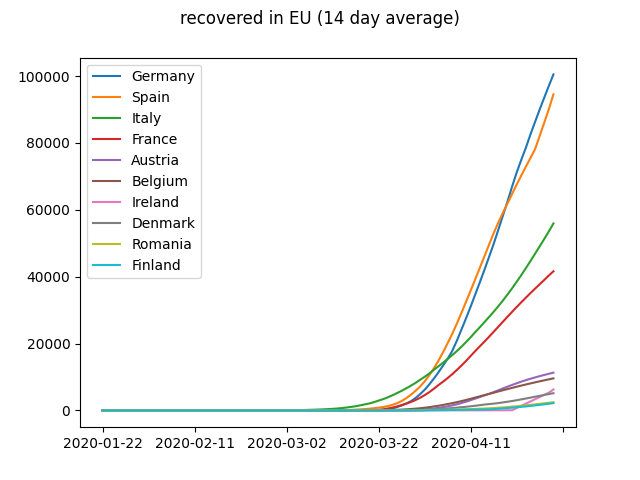 recovered in EU (14 day average)
100000
80000
60000
40000
20000
0
Germany
Spain
Italy
France
Austria
Belgium
Ireland
Denmark
Romania
Finland
2020-01-22 2020-02-11 2020-03-02 2020-03-22 2020-04-11